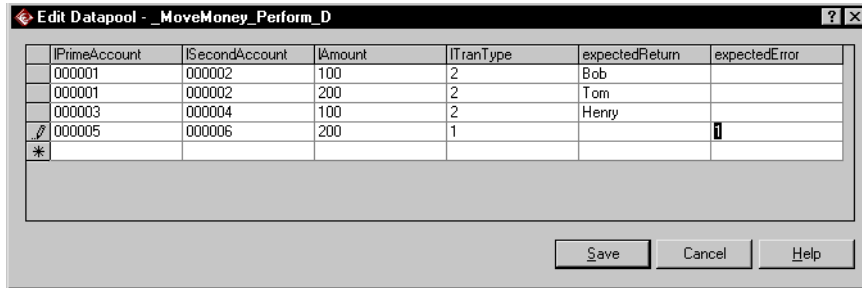 Edit Datapool - _MoveMoney_Perform_D
lPrimeAccount lSecondAccount lAmount lTranType expectedReturn expectedError
000001 000002 100 2 Bob
000001 000002 200 2 Tom
000003 000004 100 2 Henry
000005 000006 200 1 1
Save Cancel Help